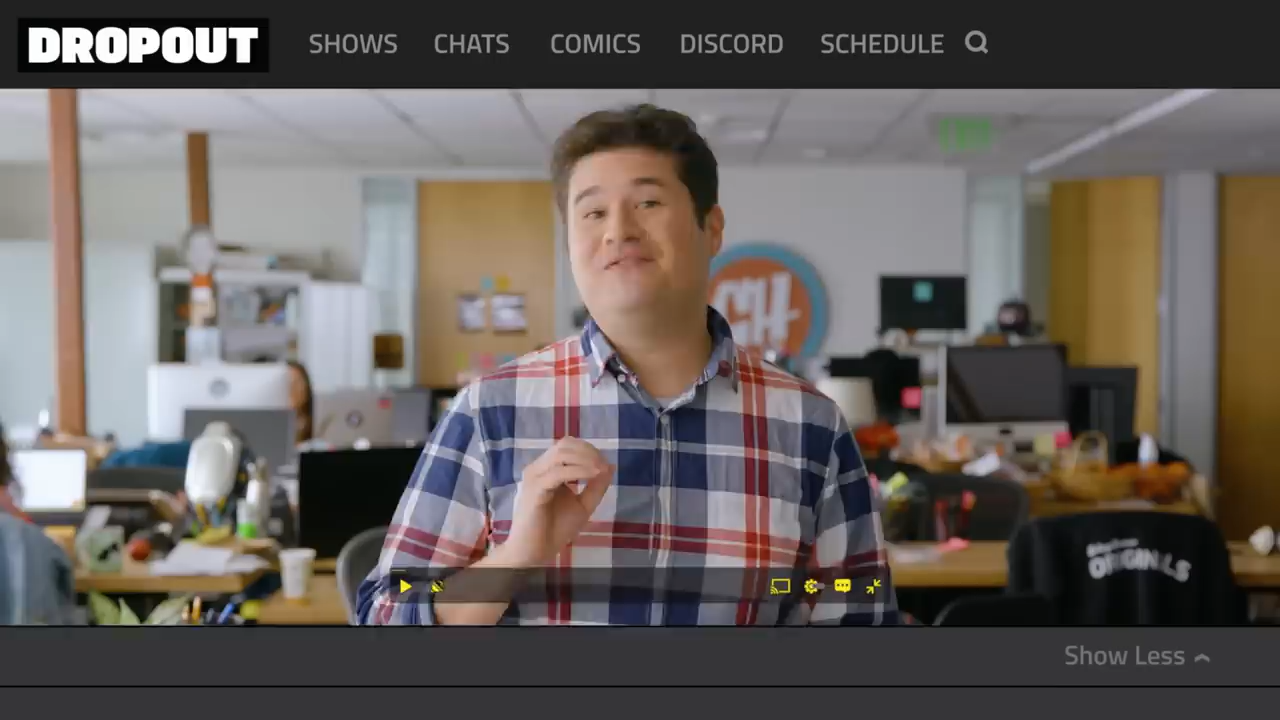 DROPOUT SHOWS CHATS COMICS DISCORD SCHEDULE
CH
ORIGINALS
Show Less